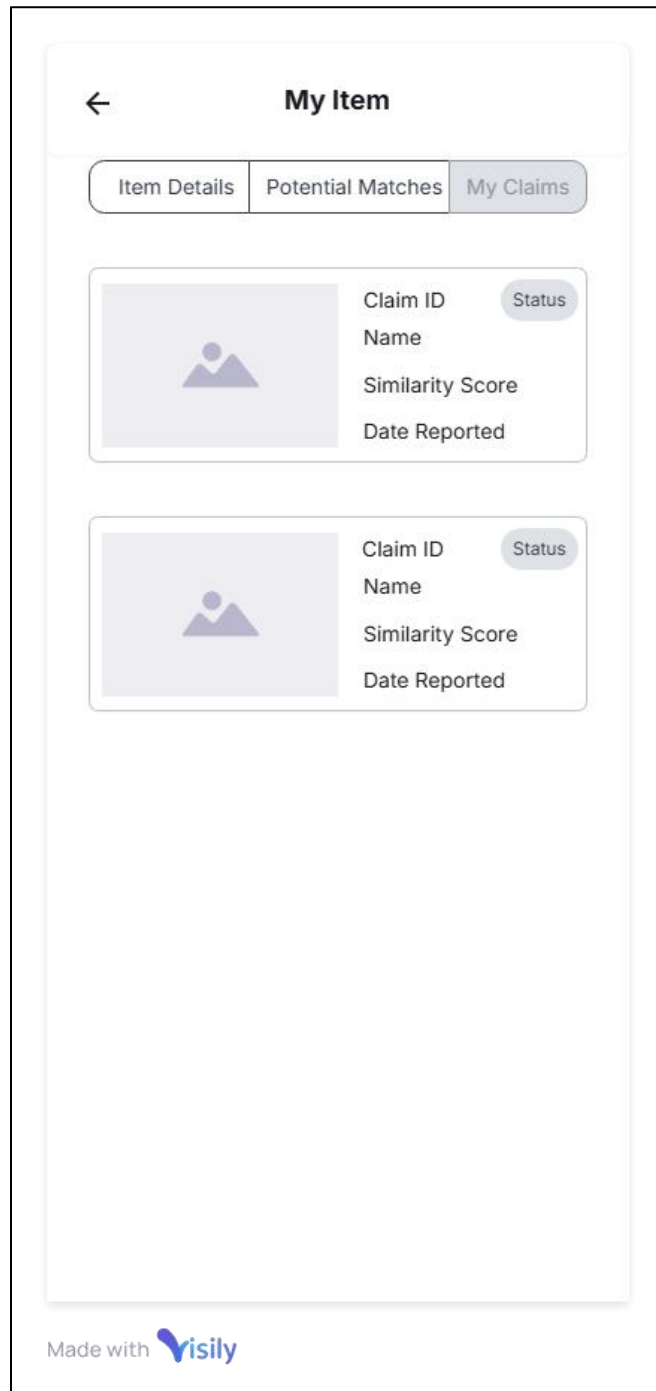 My Item
Item Details Potential Matches My Claims
Claim ID Status
Name
Similarity Score
Date Reported
Claim ID Status
Name
Similarity Score
Date Reported
Made with Visily